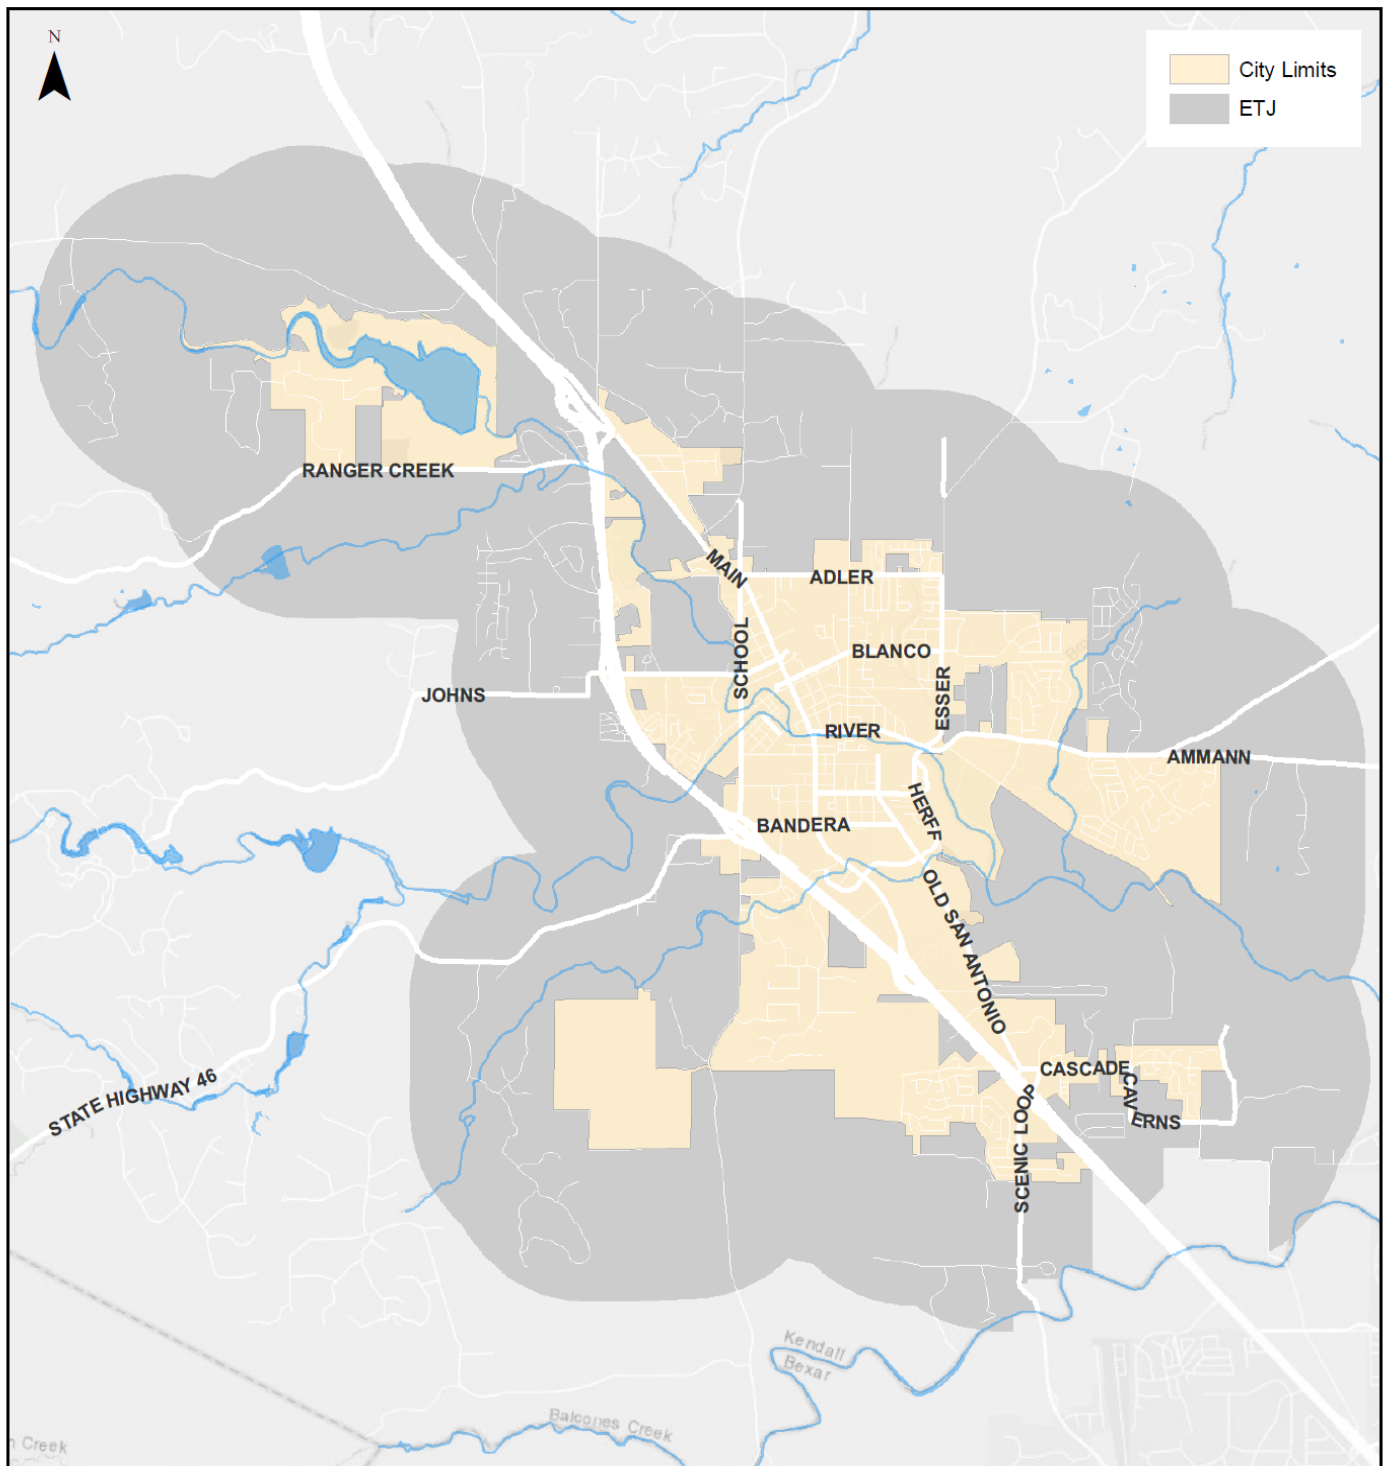 N
City Limits
ETJ
RANGER CREEK
MAIN
ADLER
SCHOOL
BLANCO
ESSER
JOHNS
RIVER
AMMANN
HERFF
BANDERA
OLD SAN ANTONIO
CASCADE
CAVERNS
STATE HIGHWAY 46
SCENIC LOOP
Kendall
Bexar
Balcones Creek
Creek